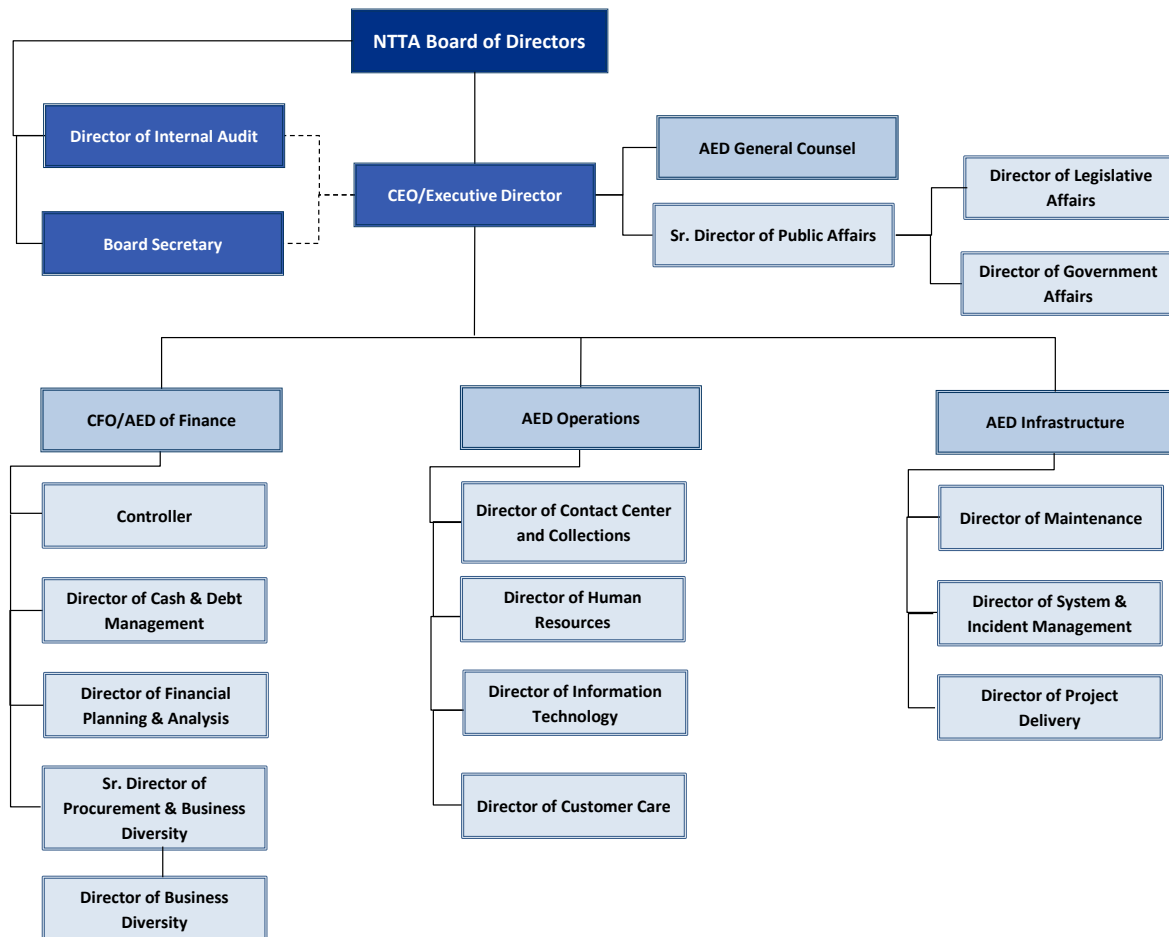 NTTA Board of Directors
Director of Internal Audit
Board Secretary
CEO/Executive Director
AED General Counsel
Sr. Director of Public Affairs
Director of Legislative
Affairs
Director of Government
Affairs
CFO/AED of Finance
Controller
Director of Cash & Debt
Management
Director of Financial
Planning & Analysis
Sr. Director of
Procurement & Business
Diversity
Director of Business
Diversity
AED Operations
Director of Contact Center
and Collections
Director of Human
Resources
Director of Information
Technology
Director of Customer Care
AED Infrastructure
Director of Maintenance
Director of System &
Incident Management
Director of Project
Delivery